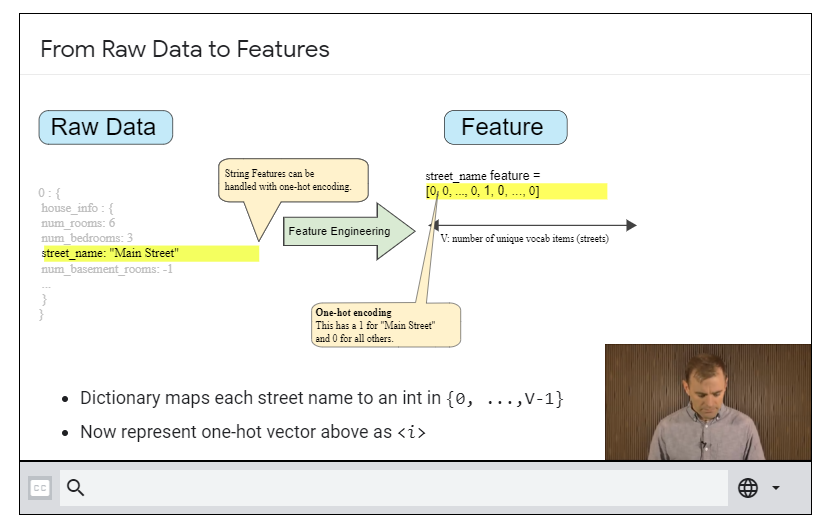 From Raw Data to Features
Raw Data
Feature
String Features can be
handled with one-hot encoding.
street_name feature =
[0, 0, ..., 0, 1, 0, ..., 0]
0 : {
house_info : {
num_rooms: 6
num_bedrooms: 3
street_name: "Main Street"
num_basement_rooms: -1
...
}
}
Feature Engineering
V: number of unique vocab items (streets)
One-hot encoding
This has a 1 for "Main Street"
and 0 for all others.
• Dictionary maps each street name to an int in {0, ...,V-1}
• Now represent one-hot vector above as <i>
CC